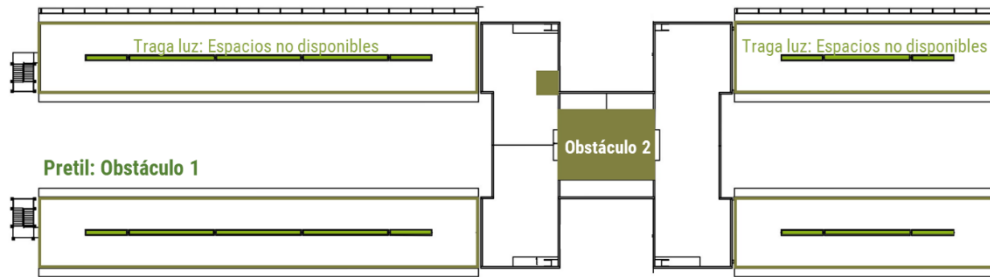 Traga luz: Espacios no disponibles
Traga luz: Espacios no disponibles
Obstáculo 2
Pretil: Obstáculo 1